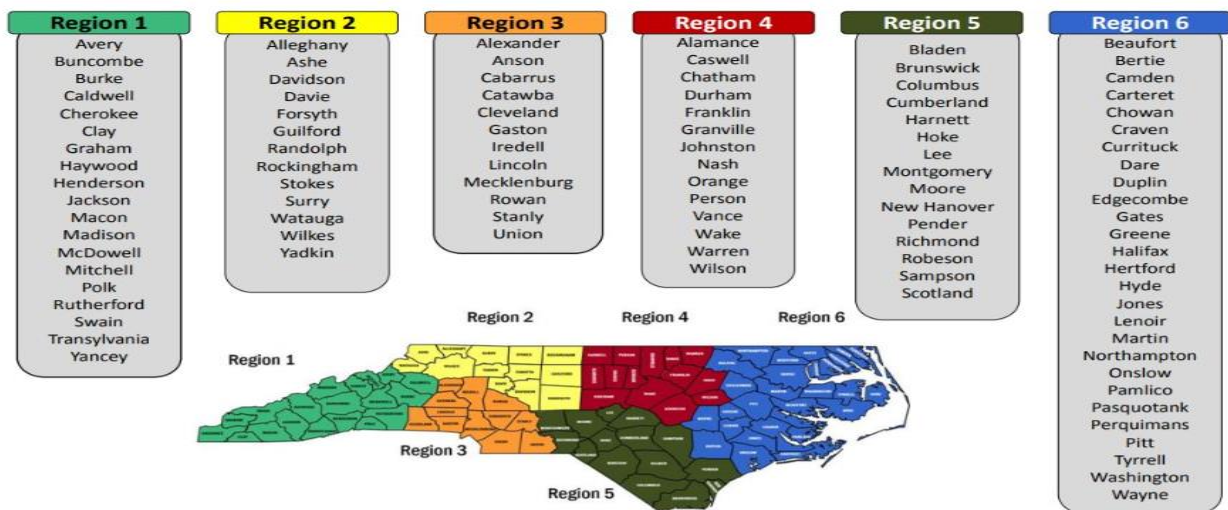 Region 1
Avery
Buncombe
Burke
Caldwell
Cherokee
Clay
Graham
Haywood
Henderson
Jackson
Macon
Madison
McDowell
Mitchell
Polk
Rutherford
Swain
Transylvania
Yancey
Region 2
Alleghany
Ashe
Davidson
Davie
Forsyth
Guilford
Randolph
Rockingham
Stokes
Surry
Watauga
Wilkes
Yadkin
Region 3
Alexander
Anson
Cabarrus
Catawba
Cleveland
Gaston
Iredell
Lincoln
Mecklenburg
Rowan
Stanly
Union
Region 4
Alamance
Caswell
Chatham
Durham
Franklin
Granville
Johnston
Nash
Orange
Person
Vance
Wake
Warren
Wilson
Region 5
Bladen
Brunswick
Columbus
Cumberland
Harnett
Hoke
Lee
Montgomery
Moore
New Hanover
Pender
Richmond
Robeson
Sampson
Scotland
Region 6
Beaufort
Bertie
Camden
Carteret
Chowan
Craven
Currituck
Dare
Duplin
Edgecombe
Gates
Greene
Halifax
Hertford
Hyde
Jones
Lenoir
Martin
Northampton
Onslow
Pamlico
Pasquotank
Perquimans
Pitt
Tyrrell
Washington
Wayne
Region 2
Region 4
Region 6
Region 1
Region 3
Region 5